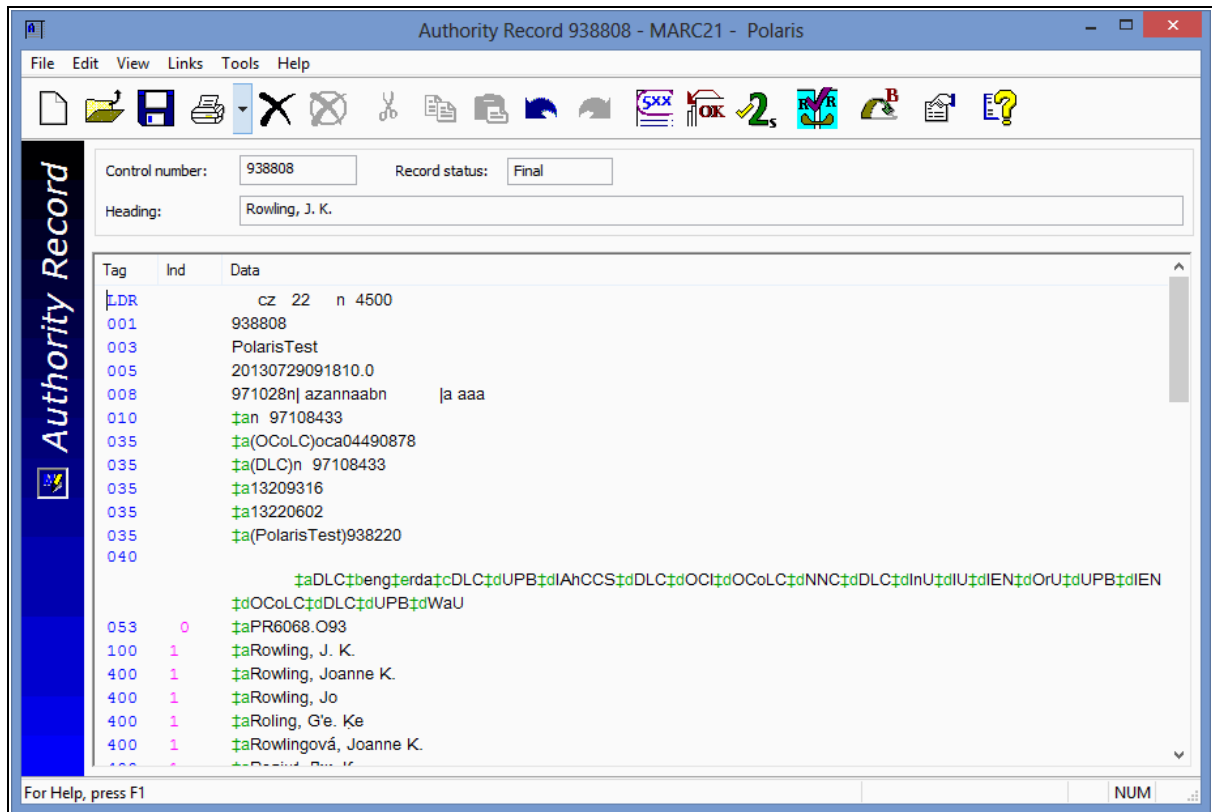 Authority Record 938808 - MARC21 - Polaris
File Edit View Links Tools Help
5XX OK 2s R R B
Authority Record
Control number: 938808 Record status: Final
Heading: Rowling, J. K.
Tag Ind Data
LDR cz 22 n 4500
001 938808
003 PolarisTest
005 20130729091810.0
008 971028n| azannaabn |a aaa
010 ‡an 97108433
035 ‡a(OCoLC)oca04490878
035 ‡a(DLC)n 97108433
035 ‡a13209316
035 ‡a13220602
035 ‡a(PolarisTest)938220
040
‡aDLC‡beng‡erda‡cDLC‡dUPB‡dIAhCCS‡dDLC‡dOCl‡dOCoLC‡dNNC‡dDLC‡dInU‡dIU‡dIEN‡dOrU‡dUPB‡dIEN
‡dOCoLC‡dDLC‡dUPB‡dWaU
053 0 ‡aPR6068.O93
100 1 ‡aRowling, J. K.
400 1 ‡aRowling, Joanne K.
400 1 ‡aRowling, Jo
400 1 ‡aRoling, G'e. Ḳe
400 1 ‡aRowlingová, Joanne K.
For Help, press F1 NUM